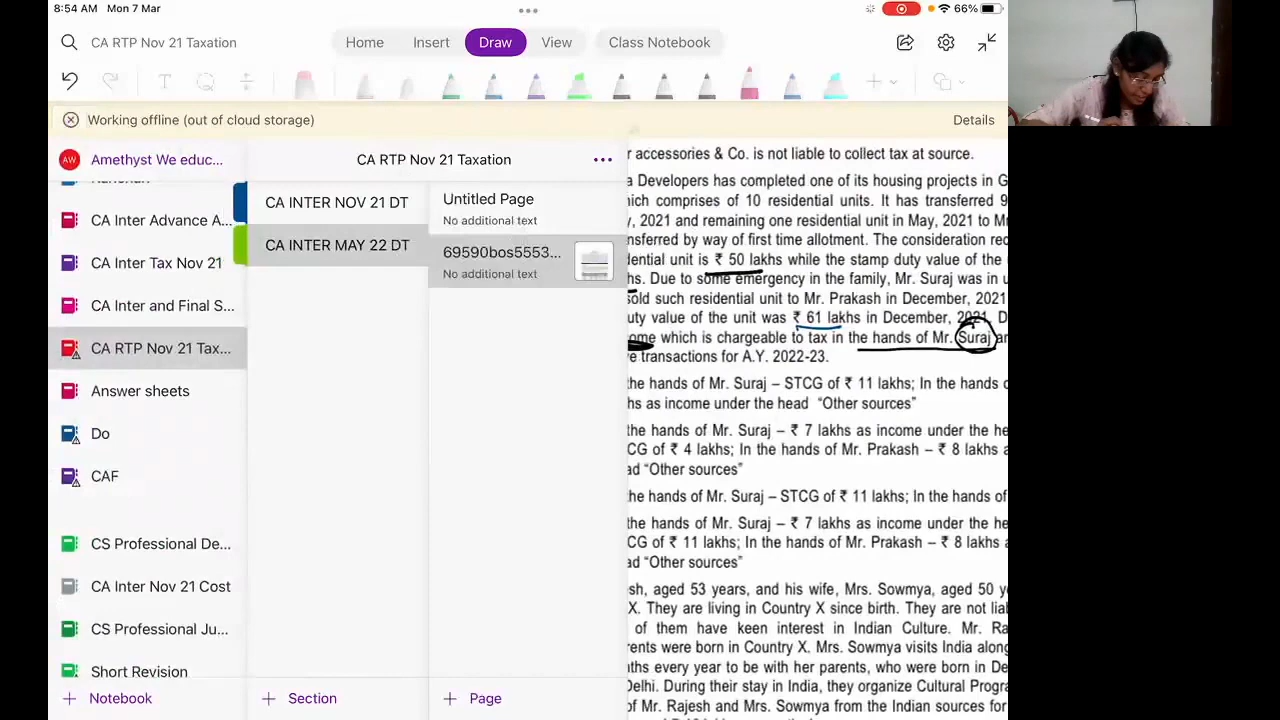 8:54 AM Mon 7 Mar
66%
CA RTP Nov 21 Taxation
Home Insert Draw View Class Notebook
Working offline (out of cloud storage) Details
AW Amethyst We educ...
CA Inter Advance A...
CA Inter Tax Nov 21
CA Inter and Final S...
CA RTP Nov 21 Tax...
Answer sheets
Do
CAF
CS Professional De...
CA Inter Nov 21 Cost
CS Professional Ju...
Short Revision
+ Notebook
CA RTP Nov 21 Taxation
CA INTER NOV 21 DT
CA INTER MAY 22 DT
+ Section
Untitled Page
No additional text
69590bos5553...
No additional text
+ Page
r accessories & Co. is not liable to collect tax at source.
a Developers has completed one of its housing projects in G
ich comprises of 10 residential units. It has transferred 9
, 2021 and remaining one residential unit in May, 2021 to Mr
nsferred by way of first time allotment. The consideration rec
dential unit is ₹ 50 lakhs while the stamp duty value of the
hs. Due to some emergency in the family, Mr. Suraj was in u
sold such residential unit to Mr. Prakash in December, 2021
uty value of the unit was ₹ 61 lakhs in December, 2021. D
ome which is chargeable to tax in the hands of Mr. Suraj an
e transactions for A.Y. 2022-23.
the hands of Mr. Suraj – STCG of ₹ 11 lakhs; In the hands o
hs as income under the head "Other sources"
the hands of Mr. Suraj – ₹ 7 lakhs as income under the he
CG of ₹ 4 lakhs; In the hands of Mr. Prakash – ₹ 8 lakhs a
ad "Other sources"
the hands of Mr. Suraj – STCG of ₹ 11 lakhs; In the hands of
the hands of Mr. Suraj – ₹ 7 lakhs as income under the he
CG of ₹ 11 lakhs; In the hands of Mr. Prakash – ₹ 8 lakhs a
ad "Other sources"
sh, aged 53 years, and his wife, Mrs. Sowmya, aged 50 y
X. They are living in Country X since birth. They are not lia
of them have keen interest in Indian Culture. Mr. Ra
rents were born in Country X. Mrs. Sowmya visits India along
ths every year to be with her parents, who were born in De
Delhi. During their stay in India, they organize Cultural Progra
of Mr. Rajesh and Mrs. Sowmya from the Indian sources for